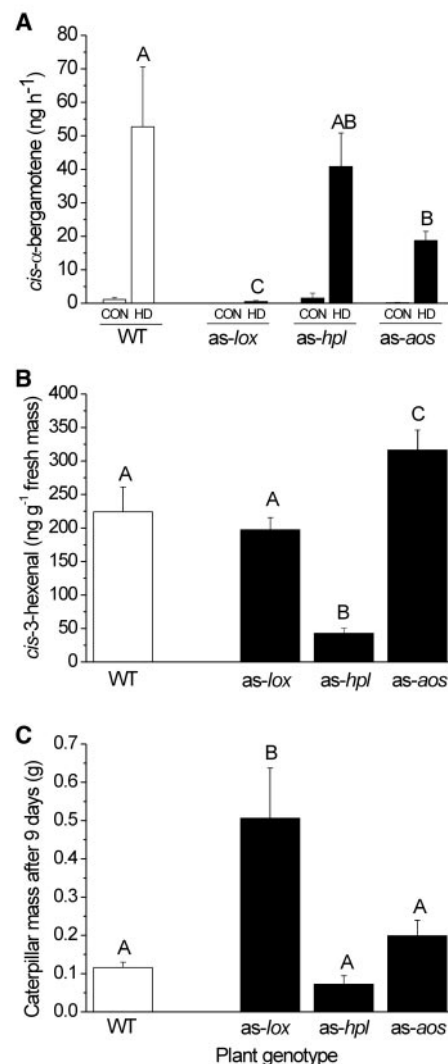 A
cis-α-bergamotene (ng h⁻¹)
80
70
60
50
40
30
20
10
0
A
C
AB
B
CON HD CON HD CON HD CON HD
WT as-lox as-hpl as-aos
B
cis-3-hexenal (ng g⁻¹ fresh mass)
400
350
300
250
200
150
100
50
0
A
A
B
C
WT as-lox as-hpl as-aos
C
Caterpillar mass after 9 days (g)
0.7
0.6
0.5
0.4
0.3
0.2
0.1
0.0
A
B
A
A
WT as-lox as-hpl as-aos
Plant genotype